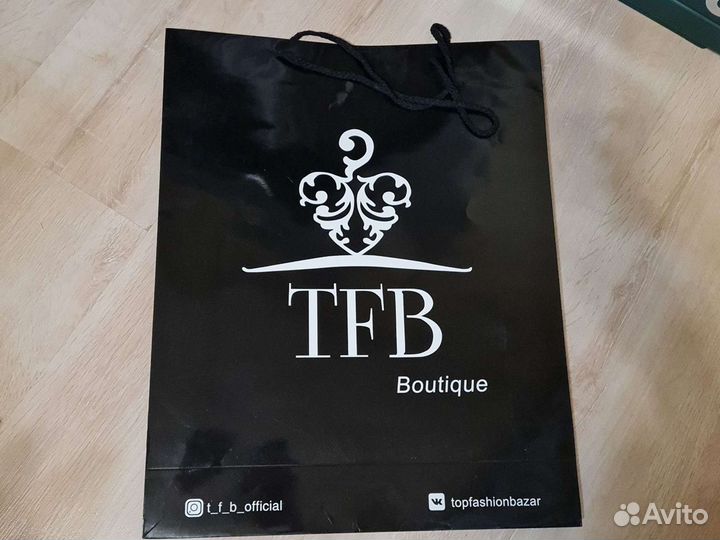 TFB
Boutique
t_f_b_official
topfashionbazar
Avito